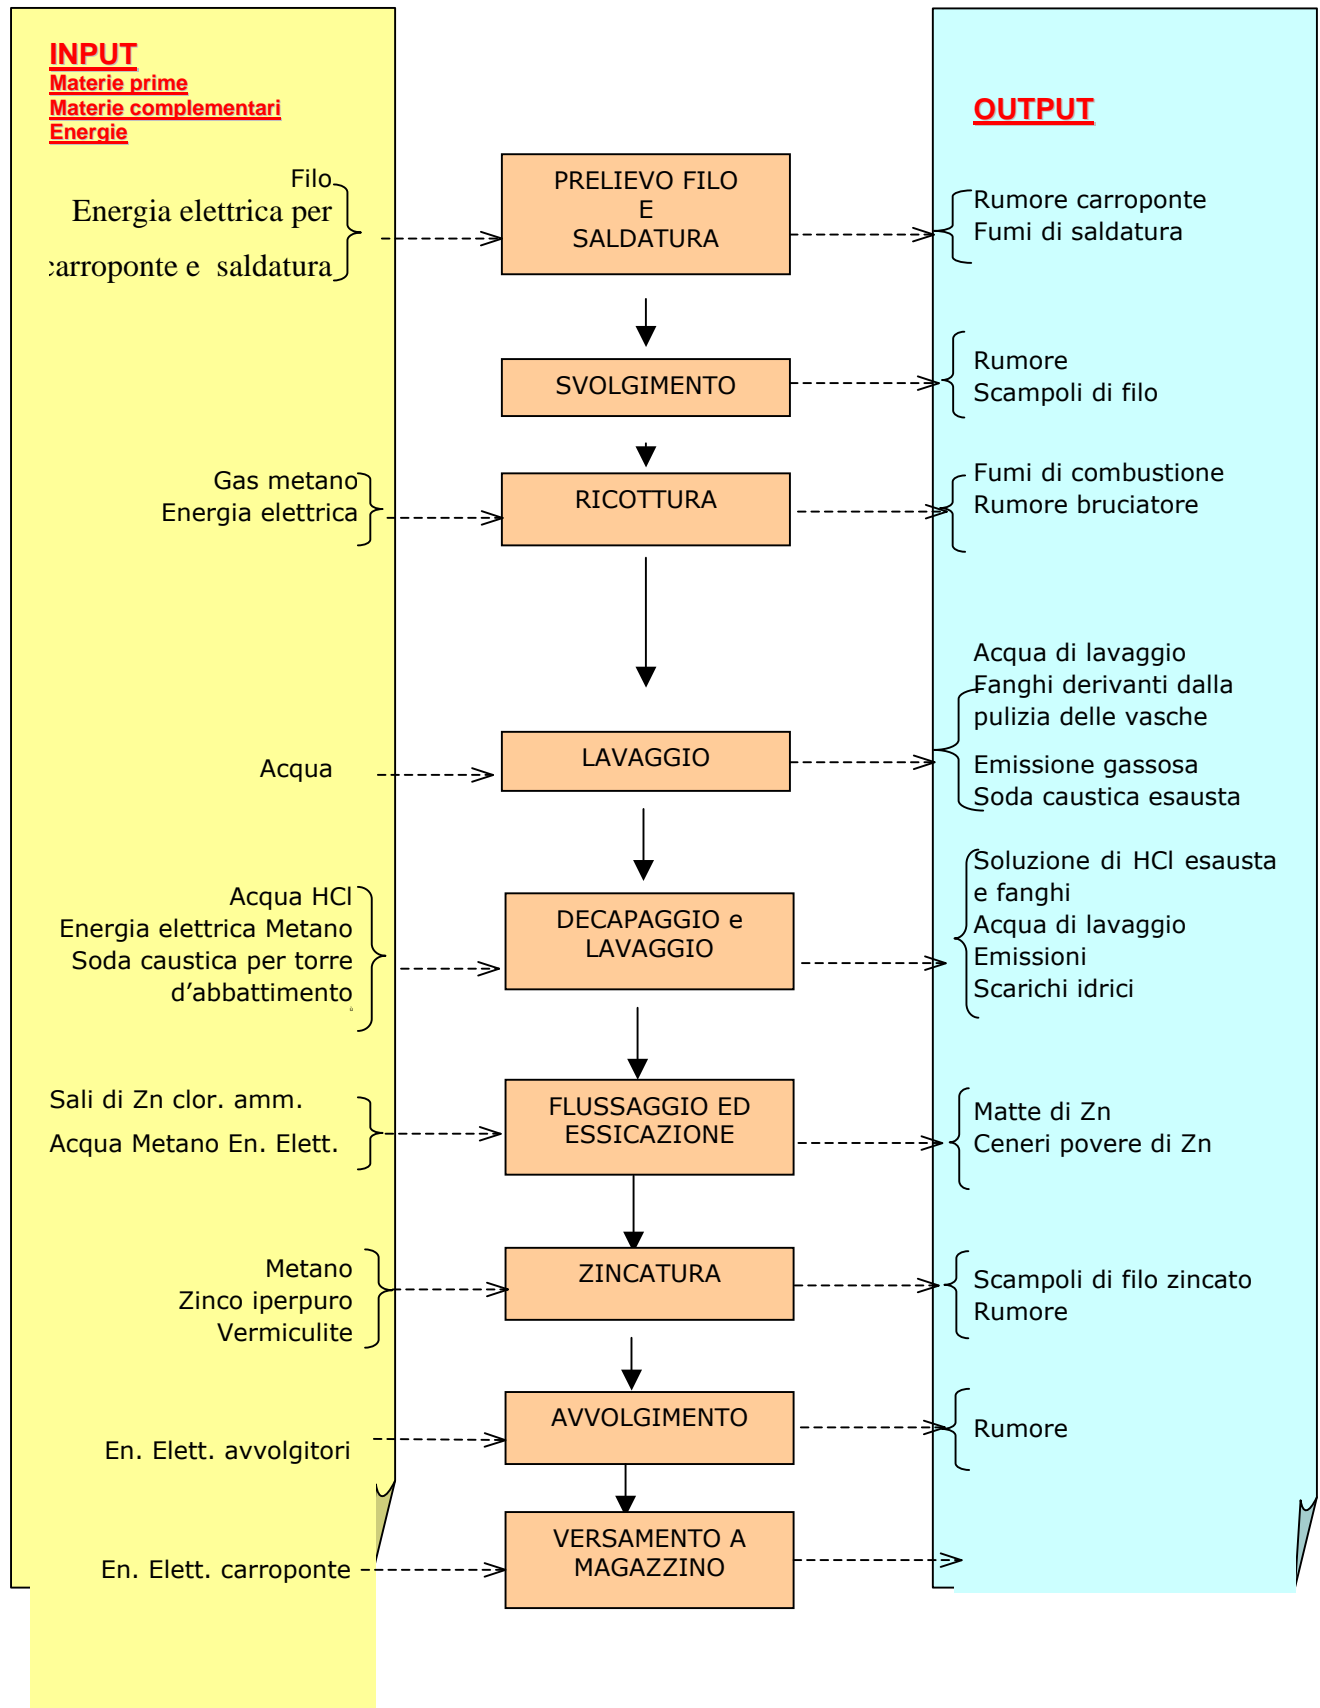 INPUT
Materie prime
Materie complementari
Energie
OUTPUT
Filo
Energia elettrica per
carroponte e saldatura
PRELIEVO FILO
E
SALDATURA
Rumore carroponte
Fumi di saldatura
SVOLGIMENTO
Rumore
Scampoli di filo
Gas metano
Energia elettrica
RICOTTURA
Fumi di combustione
Rumore bruciatore
Acqua
LAVAGGIO
Acqua di lavaggio
Fanghi derivanti dalla
pulizia delle vasche
Emissione gassosa
Soda caustica esausta
Acqua HCl
Energia elettrica Metano
Soda caustica per torre
d'abbattimento
DECAPAGGIO e
LAVAGGIO
Soluzione di HCl esausta
e fanghi
Acqua di lavaggio
Emissioni
Scarichi idrici
Sali di Zn clor. amm.
Acqua Metano En. Elett.
FLUSSAGGIO ED
ESSICAZIONE
Matte di Zn
Ceneri povere di Zn
Metano
Zinco iperpuro
Vermiculite
ZINCATURA
Scampoli di filo zincato
Rumore
En. Elett. avvolgitori
AVVOLGIMENTO
Rumore
En. Elett. carroponte
VERSAMENTO A
MAGAZZINO